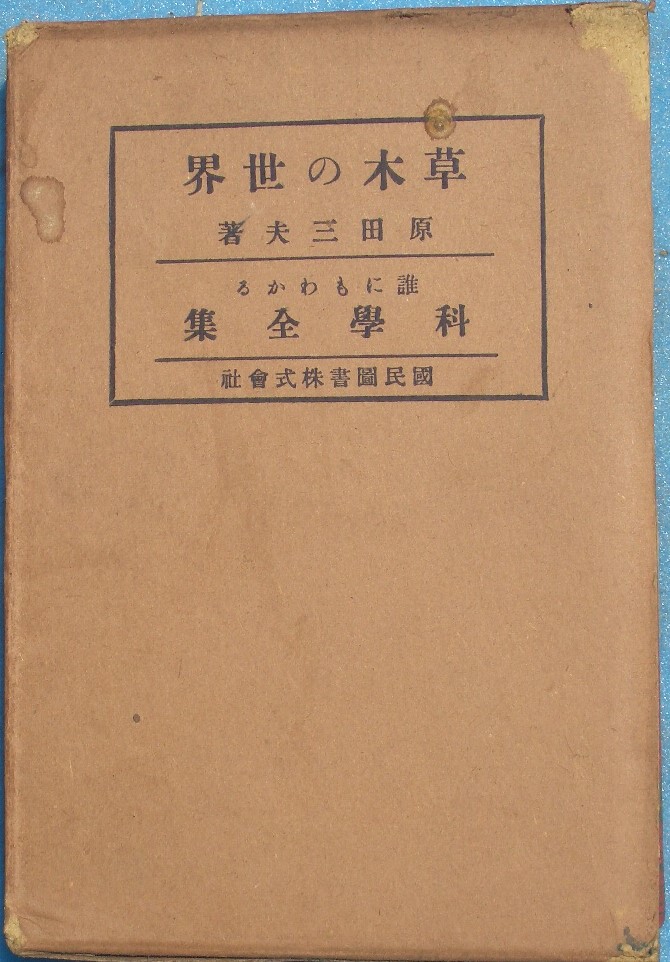 草木の世界
原田三夫著
誰にもわかる
科學全集
國民圖書株式會社